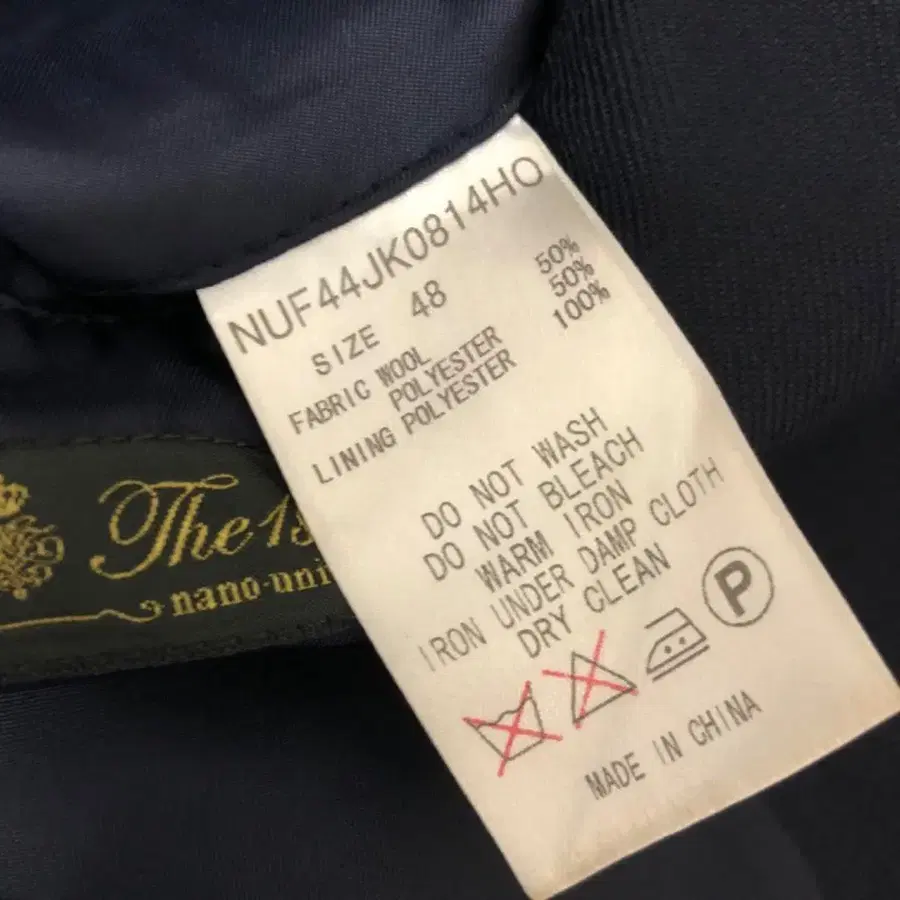 NUF44JK0814HO
SIZE 48
FABRIC WOOL 50%
POLYESTER 50%
LINING POLYESTER 100%
DO NOT WASH
DO NOT BLEACH
WARM IRON
IRON UNDER DAMP CLOTH
DRY CLEAN
P
MADE IN CHINA
The 1s
nano-uni